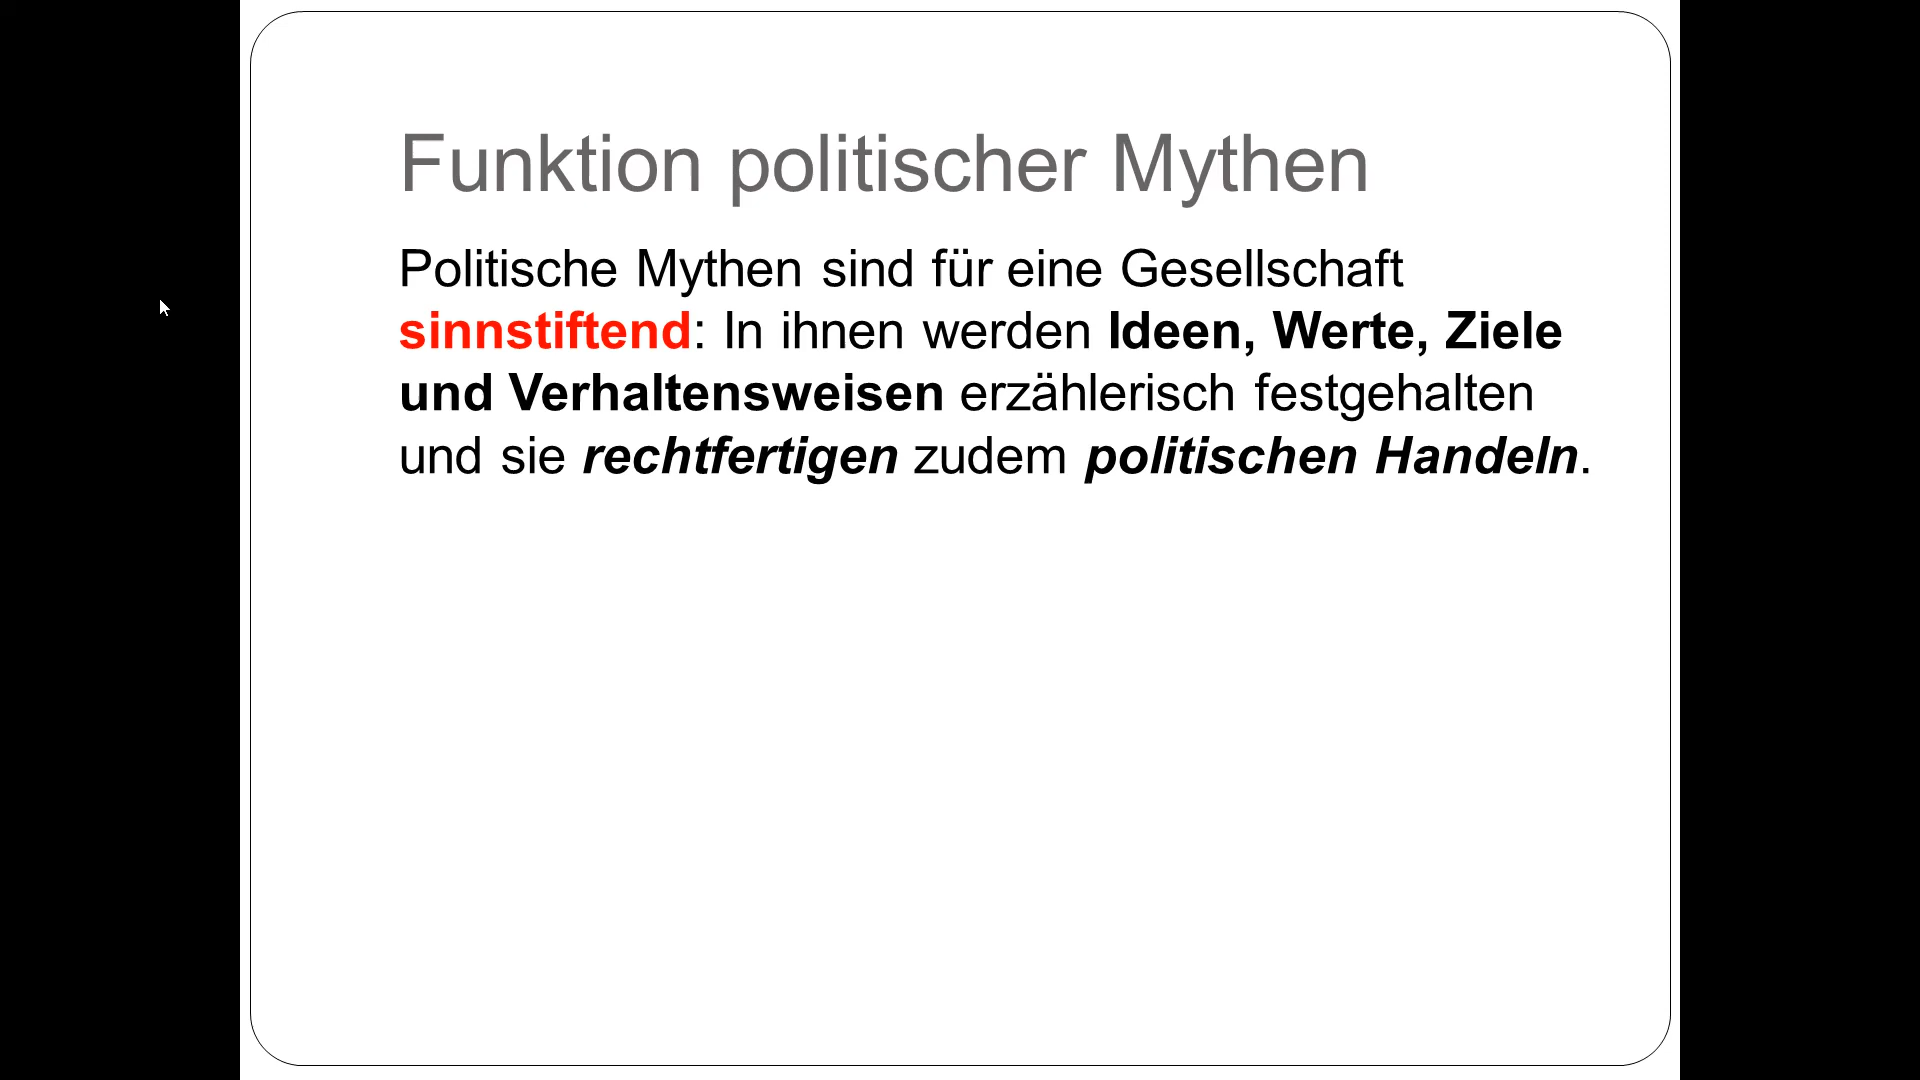 Funktion politischer Mythen
Politische Mythen sind für eine Gesellschaft
sinnstiftend: In ihnen werden Ideen, Werte, Ziele
und Verhaltensweisen erzählerisch festgehalten
und sie rechtfertigen zudem politischen Handeln.